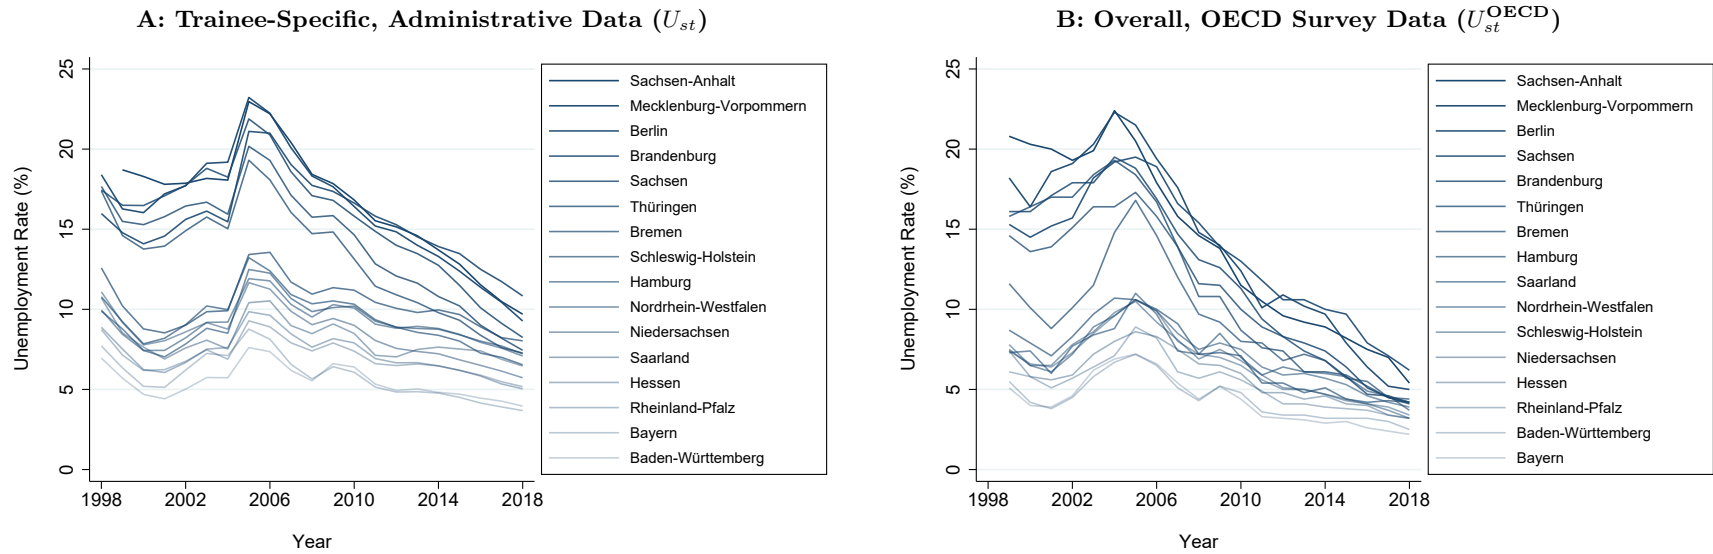 A: Trainee-Specific, Administrative Data (U_st)
Unemployment Rate (%)
25
20
15
10
5
0
1998 2002 2006 2010 2014 2018
Year
Sachsen-Anhalt
Mecklenburg-Vorpommern
Berlin
Brandenburg
Sachsen
Thüringen
Bremen
Schleswig-Holstein
Hamburg
Nordrhein-Westfalen
Niedersachsen
Saarland
Hessen
Rheinland-Pfalz
Bayern
Baden-Württemberg
B: Overall, OECD Survey Data (U_st^OECD)
Unemployment Rate (%)
25
20
15
10
5
0
1998 2002 2006 2010 2014 2018
Year
Sachsen-Anhalt
Mecklenburg-Vorpommern
Berlin
Sachsen
Brandenburg
Thüringen
Bremen
Hamburg
Saarland
Nordrhein-Westfalen
Schleswig-Holstein
Niedersachsen
Hessen
Rheinland-Pfalz
Baden-Württemberg
Bayern